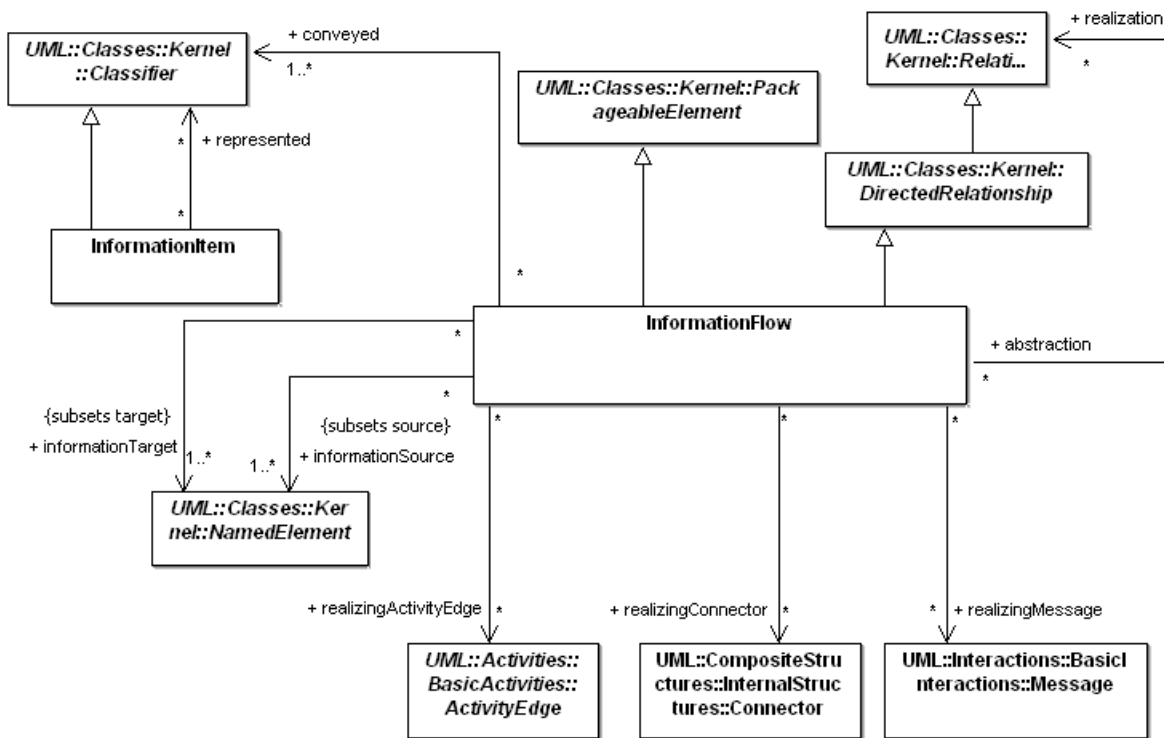 + realization
+ conveyed
UML::Classes::Kernel
::Classifier
1..*
UML::Classes::
Kernel::Relati...
*
UML::Classes::Kernel::Pack
ageableElement
* + represented
UML::Classes::Kernel::
DirectedRelationship
*
InformationItem
*
InformationFlow
*
+ abstraction
*
*
{subsets target}
+ informationTarget
1..*
{subsets source}
+ informationSource
1..*
*
*
*
UML::Classes::Ker
nel::NamedElement
+ realizingActivityEdge *
+ realizingConnector *
* + realizingMessage
UML::Activities::
BasicActivities::
ActivityEdge
UML::CompositeStru
ctures::InternalStruc
tures::Connector
UML::Interactions::BasicI
nteractions::Message